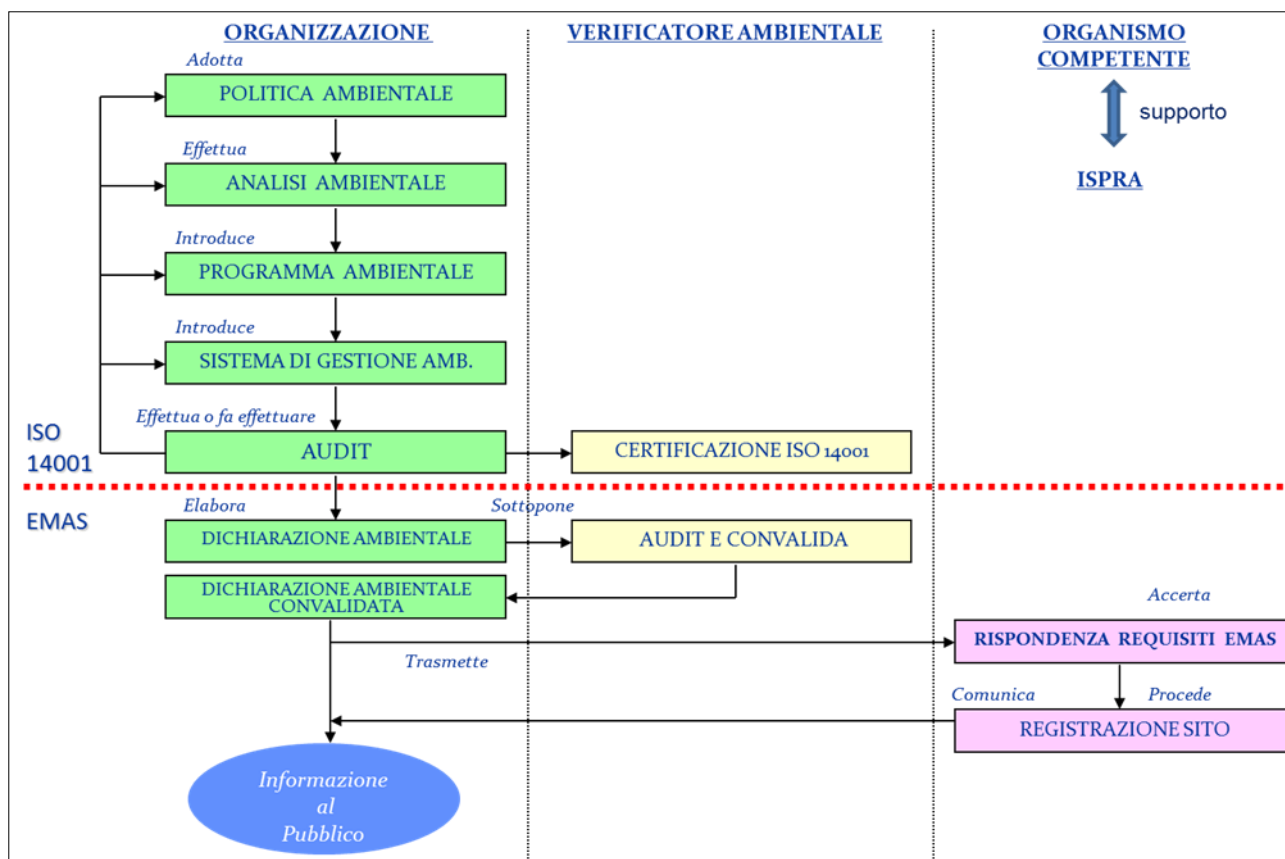 ORGANIZZAZIONE
VERIFICATORE AMBIENTALE
ORGANISMO
COMPETENTE
supporto
ISPRA
Adotta
POLITICA AMBIENTALE
Effettua
ANALISI AMBIENTALE
Introduce
PROGRAMMA AMBIENTALE
Introduce
SISTEMA DI GESTIONE AMB.
Effettua o fa effettuare
ISO
14001
AUDIT
CERTIFICAZIONE ISO 14001
EMAS
Elabora
Sottopone
DICHIARAZIONE AMBIENTALE
AUDIT E CONVALIDA
DICHIARAZIONE AMBIENTALE
CONVALIDATA
Accerta
RISPONDENZA REQUISITI EMAS
Trasmette
Comunica
Procede
REGISTRAZIONE SITO
Informazione
al
Pubblico